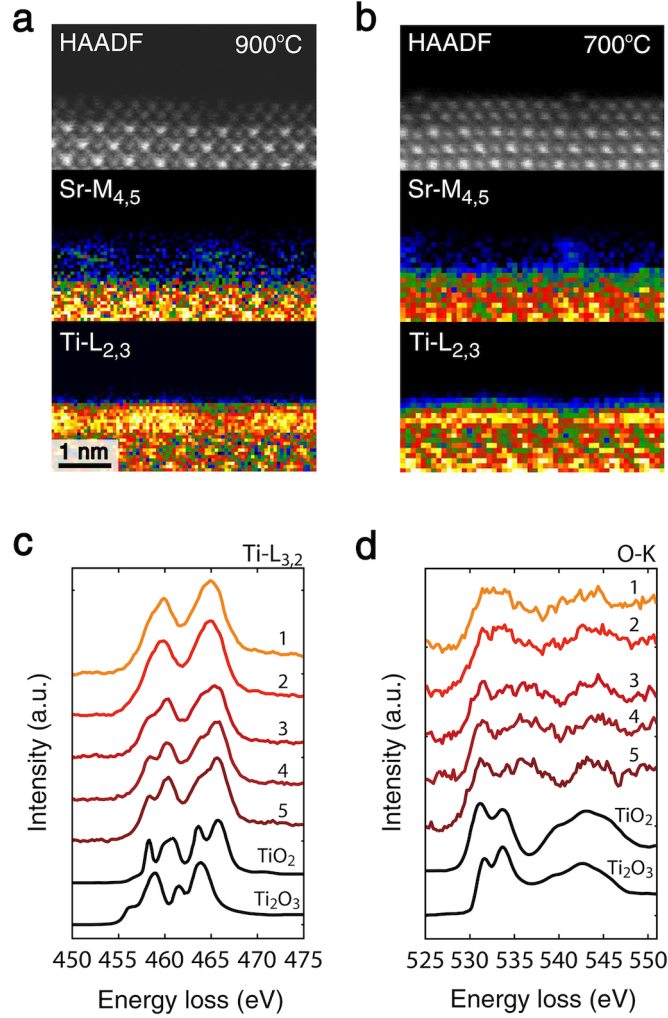 a
HAADF 900°C
Sr-M4,5
Ti-L2,3
1 nm
b
HAADF 700°C
Sr-M4,5
Ti-L2,3
c
Ti-L3,2
1
2
3
4
5
TiO2
Ti2O3
Intensity (a.u.)
450 455 460 465 470 475
Energy loss (eV)
d
O-K
1
2
3
4
5
TiO2
Ti2O3
Intensity (a.u.)
525 530 535 540 545 550
Energy loss (eV)